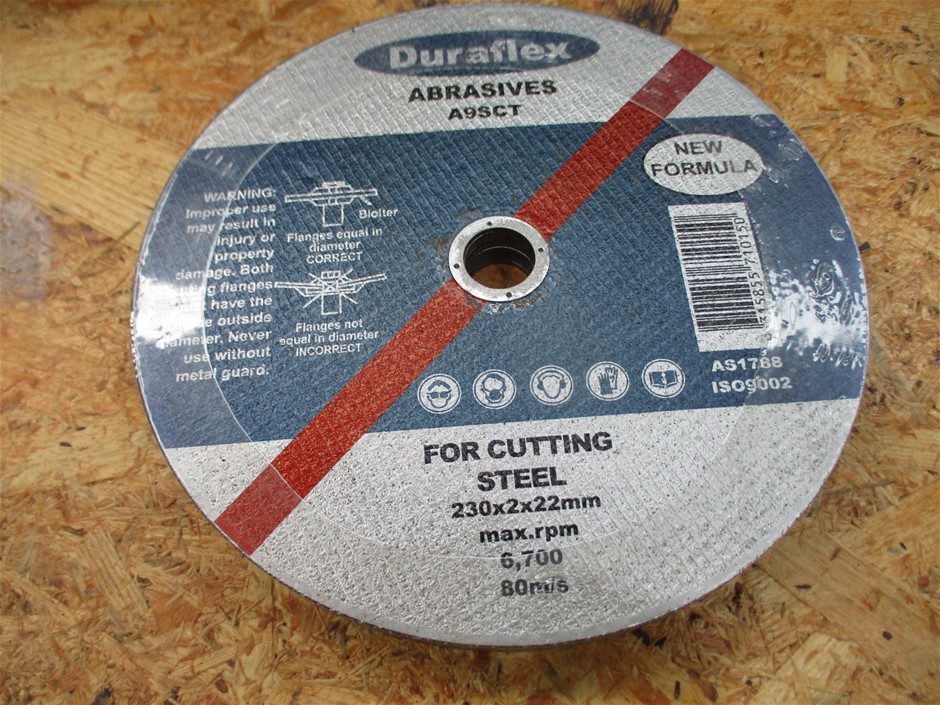 Duraflex
ABRASIVES
A9SCT
NEW
FORMULA
WARNING:
Improper use
may result in
injury or
property
damage. Both
flanges
have the
outside
Never
use without
metal guard.
Blotter
Flanges equal in
diameter
CORRECT
Flanges not
equal in diameter
INCORRECT
AS1788
ISO9002
FOR CUTTING
STEEL
230x2x22mm
max.rpm
6,700
80m/s